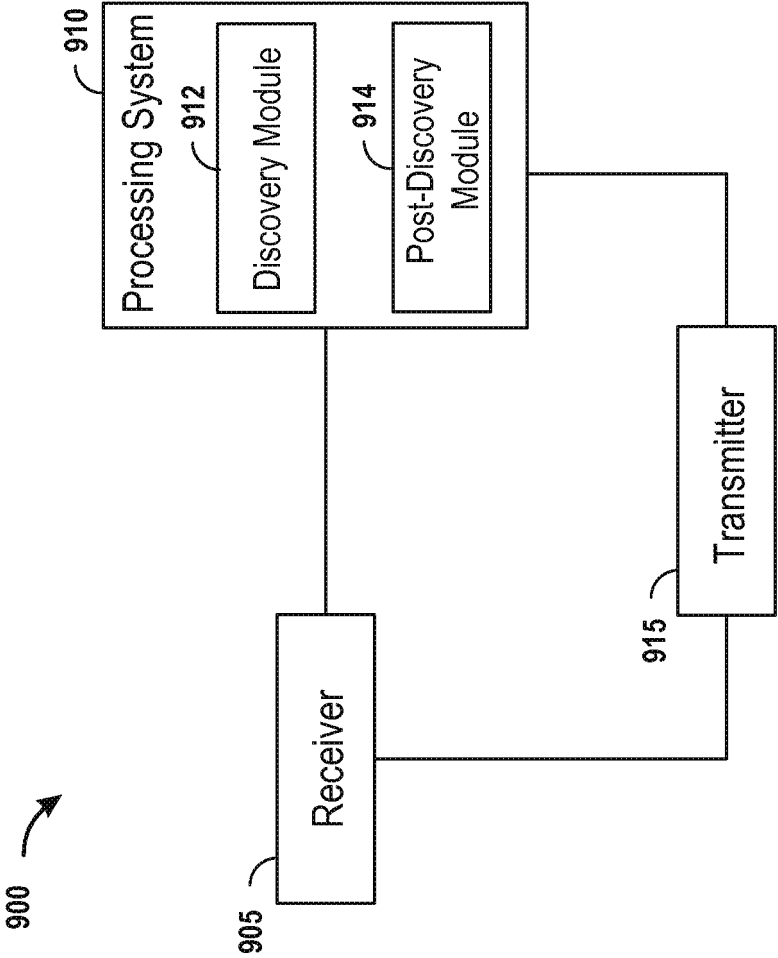 900
905
Receiver
910
Processing System
912
Discovery Module
914
Post-Discovery
Module
915
Transmitter